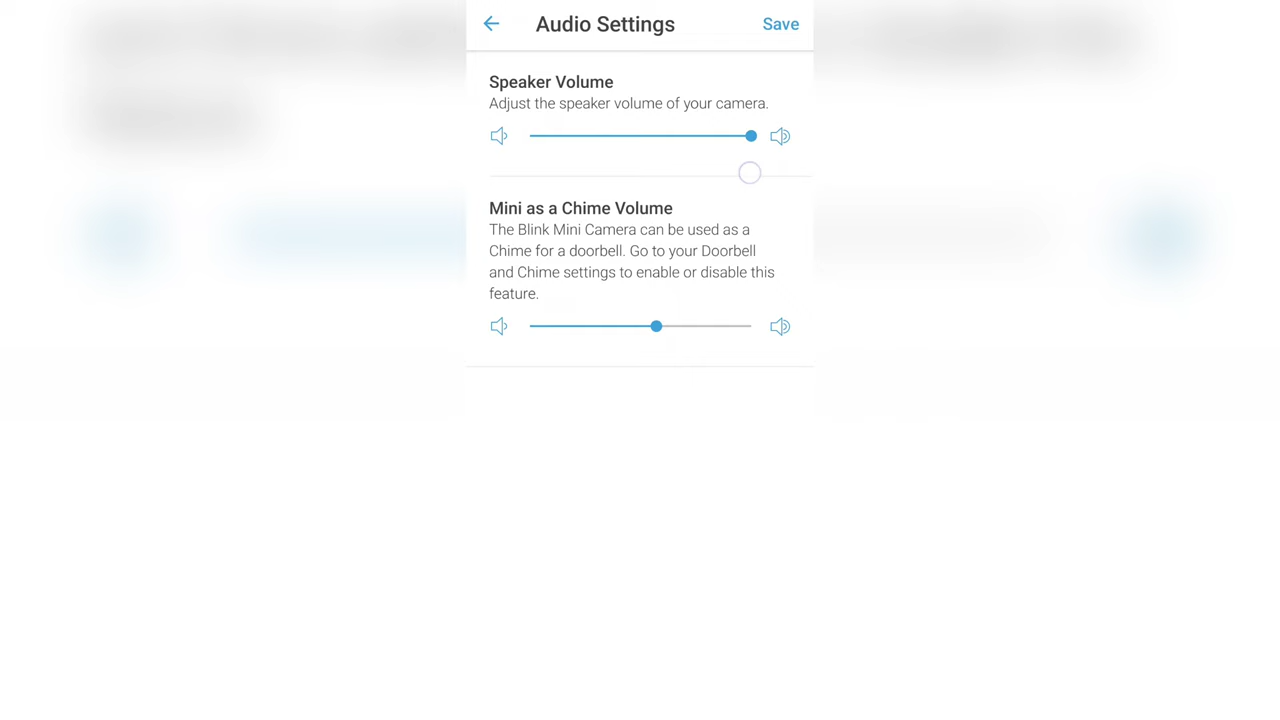 Audio Settings
Save
Speaker Volume
Adjust the speaker volume of your camera.
Mini as a Chime Volume
The Blink Mini Camera can be used as a
Chime for a doorbell. Go to your Doorbell
and Chime settings to enable or disable this
feature.